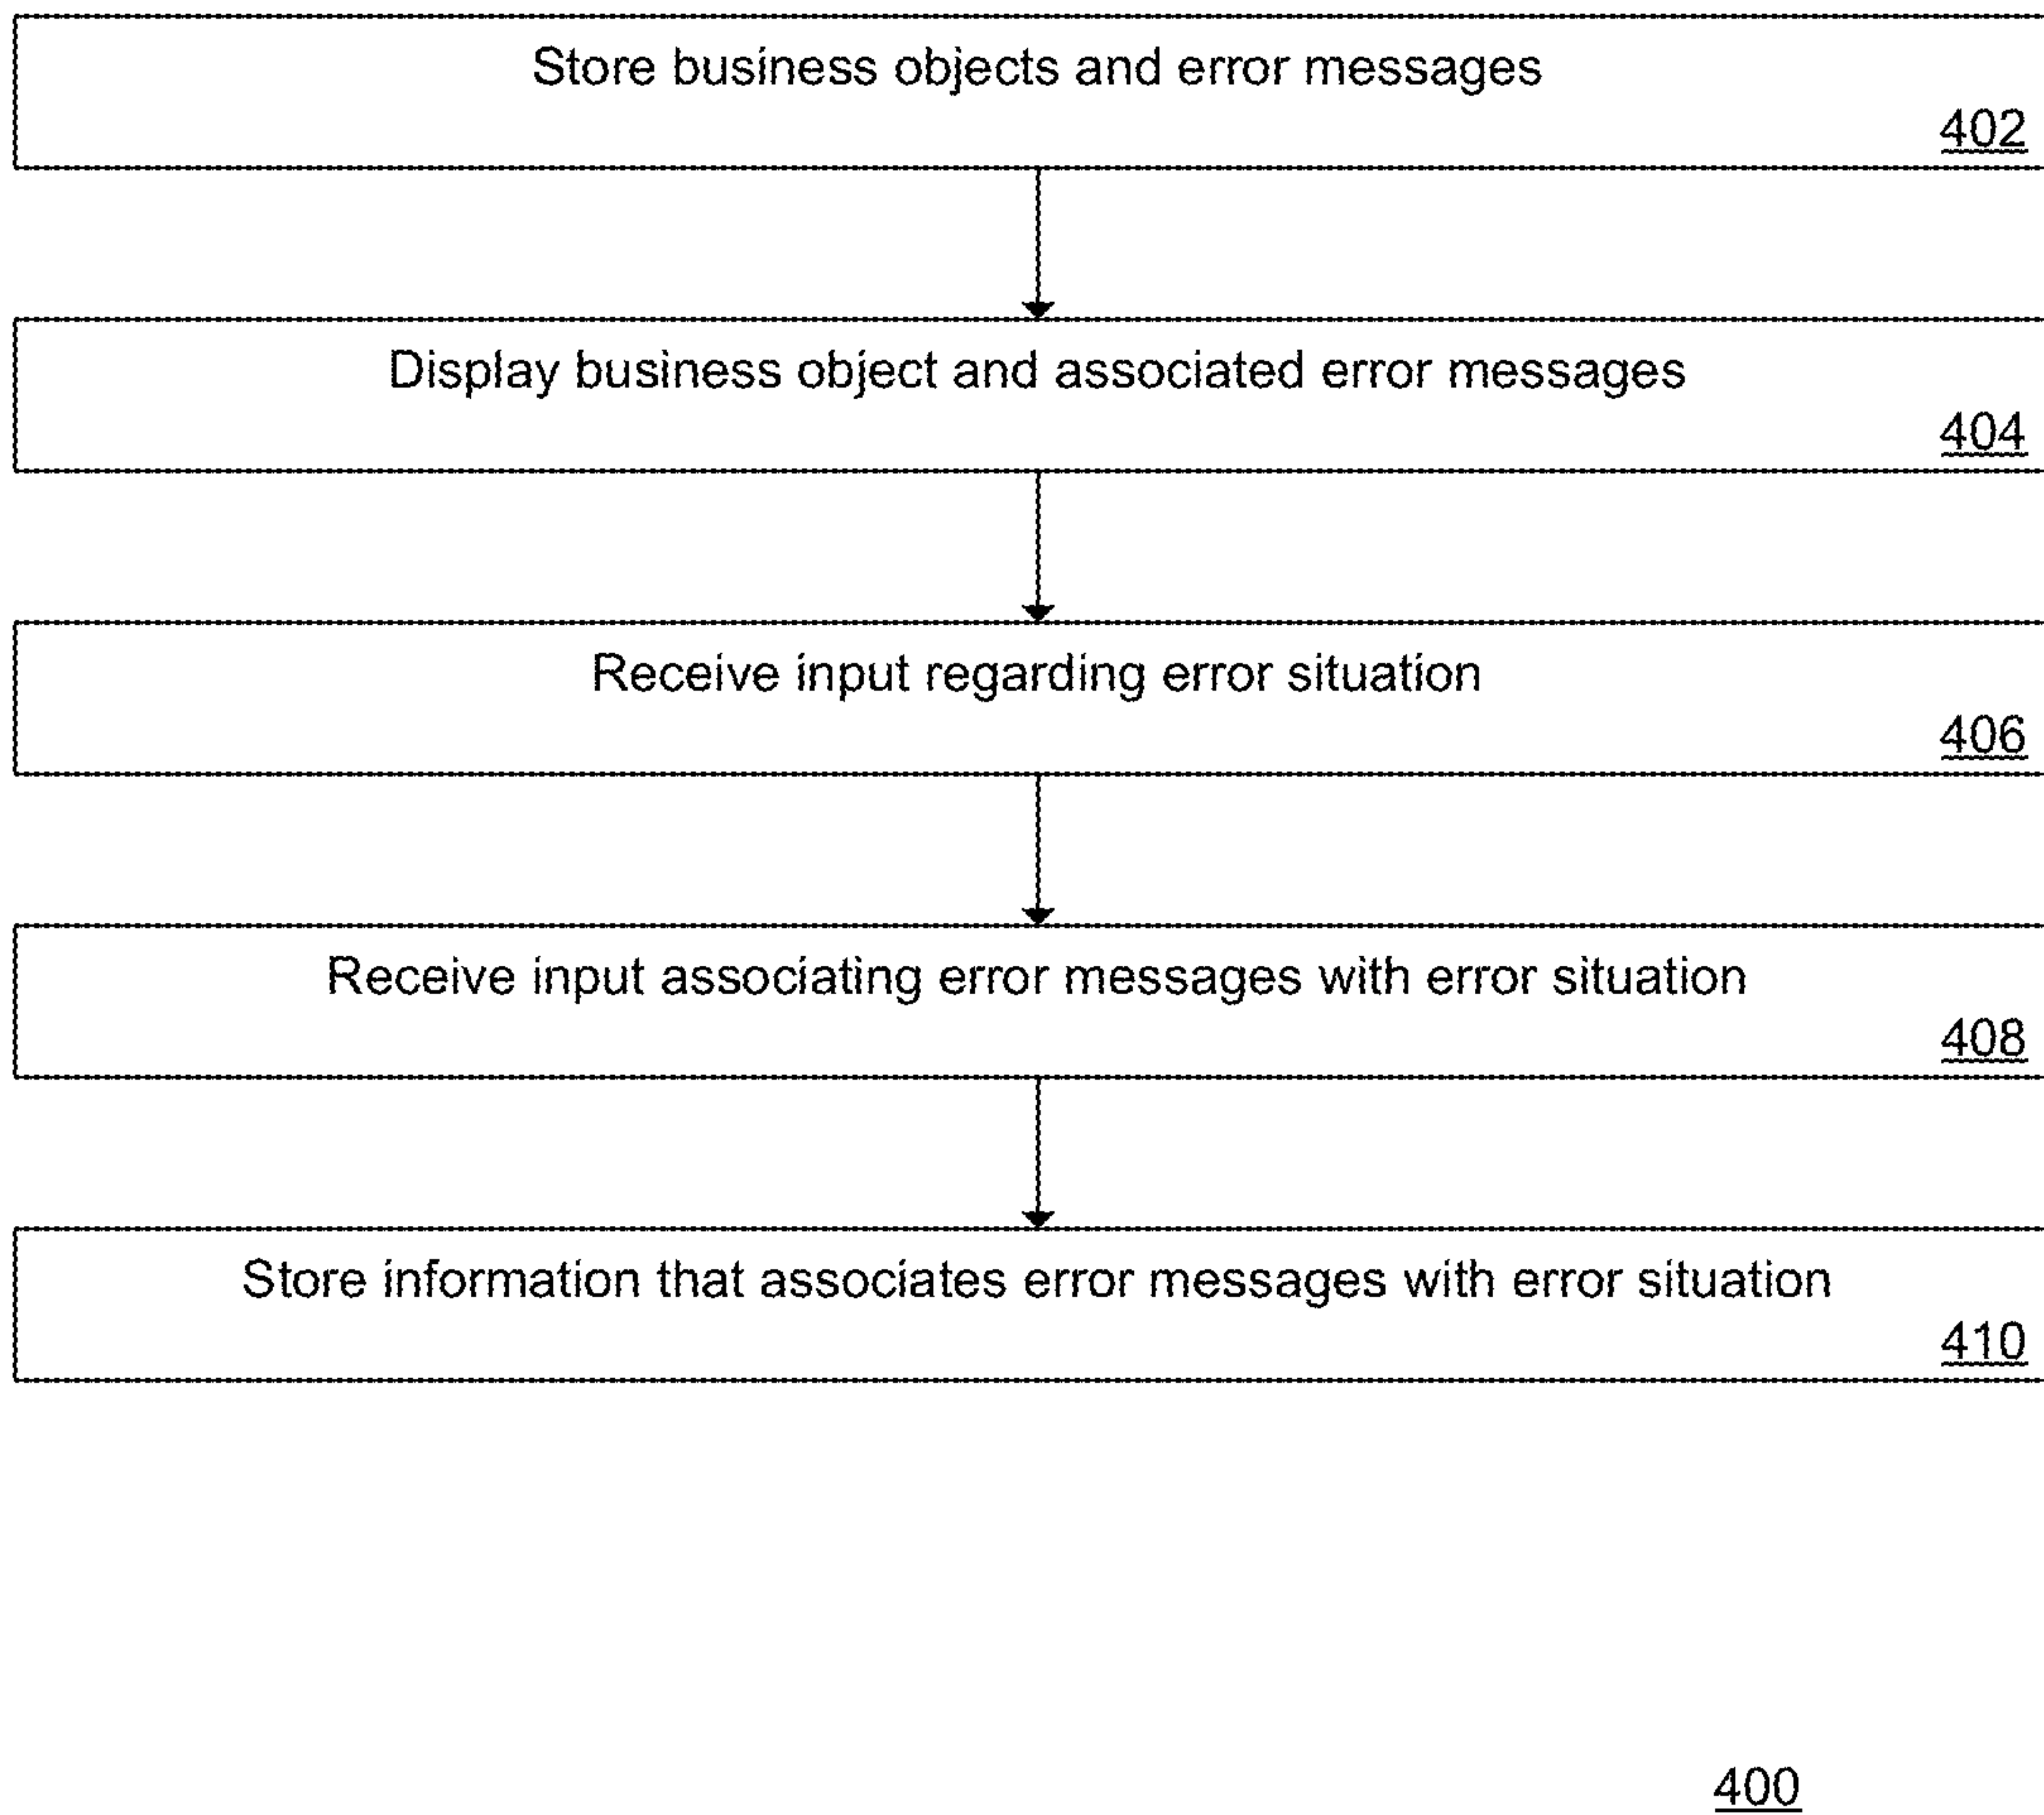 Store business objects and error messages
402
Display business object and associated error messages
404
Receive input regarding error situation
406
Receive input associating error messages with error situation
408
Store information that associates error messages with error situation
410
400